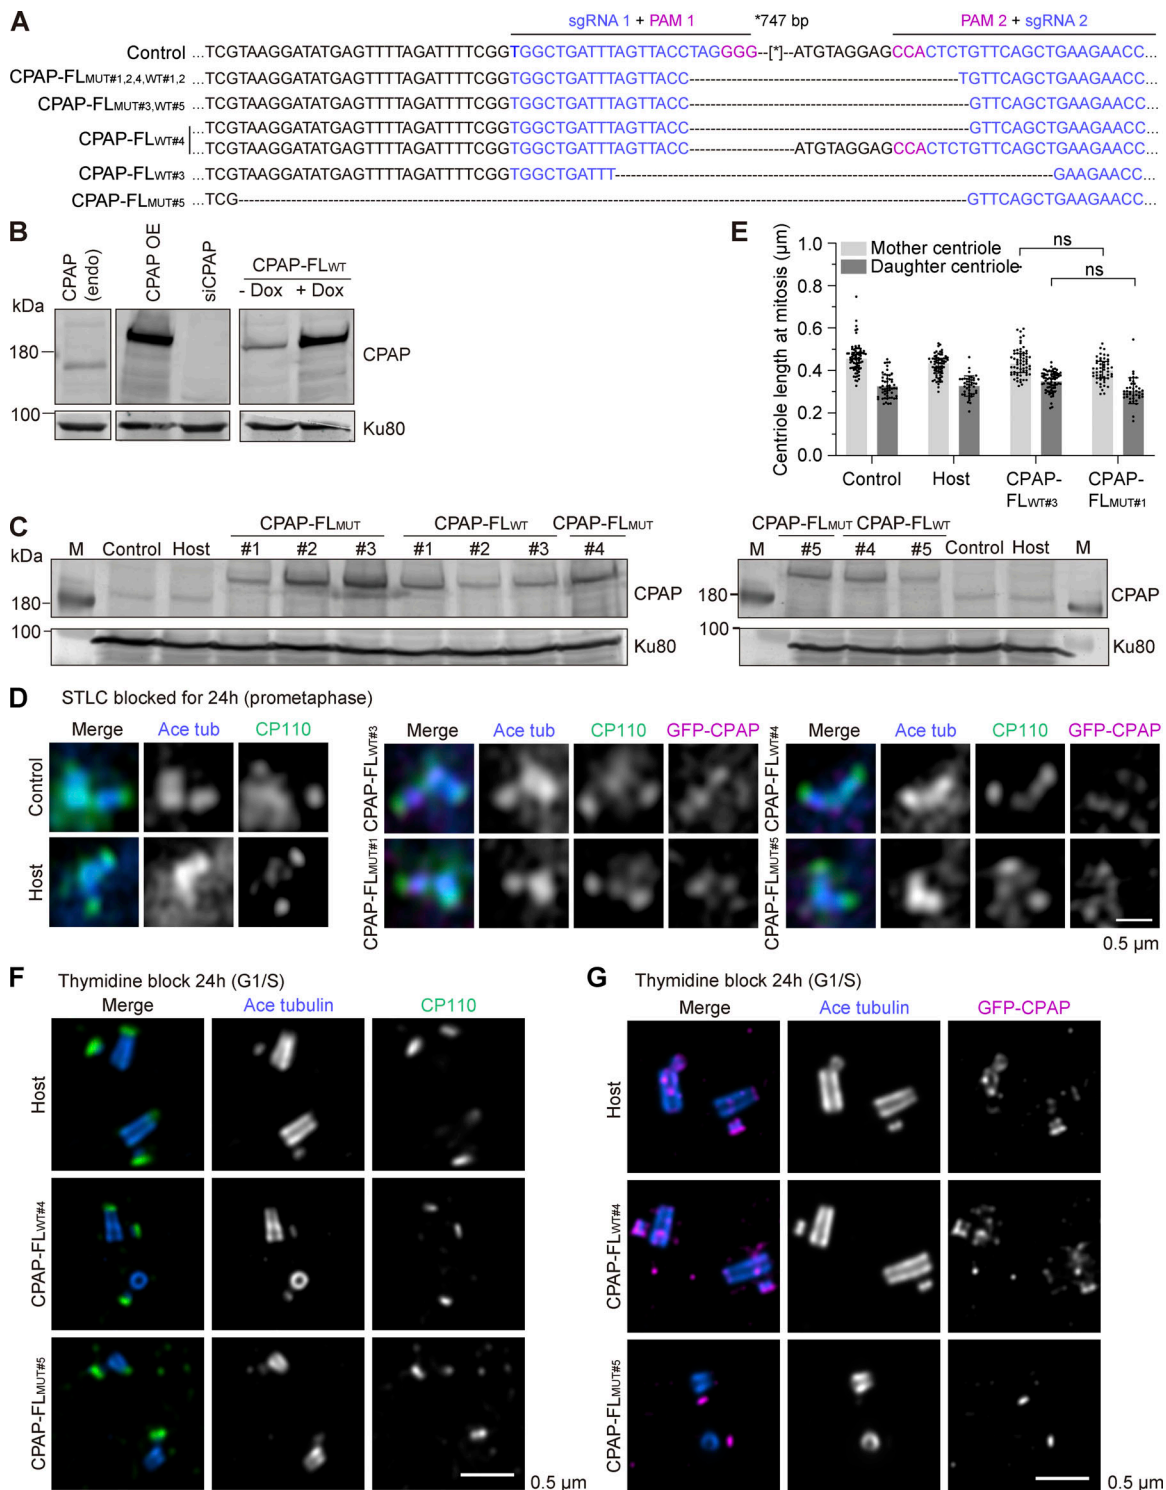 A
sgRNA 1 + PAM 1 *747 bp PAM 2 + sgRNA 2
Control ...TCGTAAGGATATGAGTTTTAGATTTTCGGTGGCTGATTTAGTTACCTAGGGG--[*]--ATGTAGGAGCCACTCTGTTCAGCTGAAGAACC...
CPAP-FLMUT#1,2,4,WT#1,2 ...TCGTAAGGATATGAGTTTTAGATTTTCGGTGGCTGATTTAGTTACC--------------------------------TGTTCAGCTGAAGAACC...
CPAP-FLMUT#3,WT#5 ...TCGTAAGGATATGAGTTTTAGATTTTCGGTGGCTGATTTAGTTACC---------------------------------GTTCAGCTGAAGAACC...
CPAP-FLWT#4 ...TCGTAAGGATATGAGTTTTAGATTTTCGGTGGCTGATTTAGTTACC---------------------------------GTTCAGCTGAAGAACC...
...TCGTAAGGATATGAGTTTTAGATTTTCGGTGGCTGATTTAGTTACC------------ATGTAGGAGCCACTCTGTTCAGCTGAAGAACC...
CPAP-FLWT#3 ...TCGTAAGGATATGAGTTTTAGATTTTCGGTGGCTGATTT----------------------------------------------------GAAGAACC...
CPAP-FLMUT#5 ...TCG----------------------------------------------------------------------------------------GTTCAGCTGAAGAACC...
B
CPAP (endo)
CPAP OE
siCPAP
CPAP-FLWT
- Dox + Dox
kDa
180
CPAP
100
Ku80
E
Centriole length at mitosis (µm)
1.0
0.8
0.6
0.4
0.2
0.0
Mother centriole
Daughter centriole
ns
ns
Control Host CPAP-FLWT#3 CPAP-FLMUT#1
C
CPAP-FLMUT CPAP-FLWT CPAP-FLMUT
kDa M Control Host #1 #2 #3 #1 #2 #3 #4
180
CPAP
100
Ku80
CPAP-FLMUT CPAP-FLWT
M #5 #4 #5 Control Host M
180
CPAP
100
Ku80
D
STLC blocked for 24h (prometaphase)
Merge Ace tub CP110
Control
Host
Merge Ace tub CP110 GFP-CPAP
CPAP-FLWT#3
CPAP-FLMUT#1
Merge Ace tub CP110 GFP-CPAP
CPAP-FLWT#4
CPAP-FLMUT#5
0.5 µm
F
Thymidine block 24h (G1/S)
Merge Ace tubulin CP110
Host
CPAP-FLWT#4
CPAP-FLMUT#5
0.5 µm
G
Thymidine block 24h (G1/S)
Merge Ace tubulin GFP-CPAP
Host
CPAP-FLWT#4
CPAP-FLMUT#5
0.5 µm